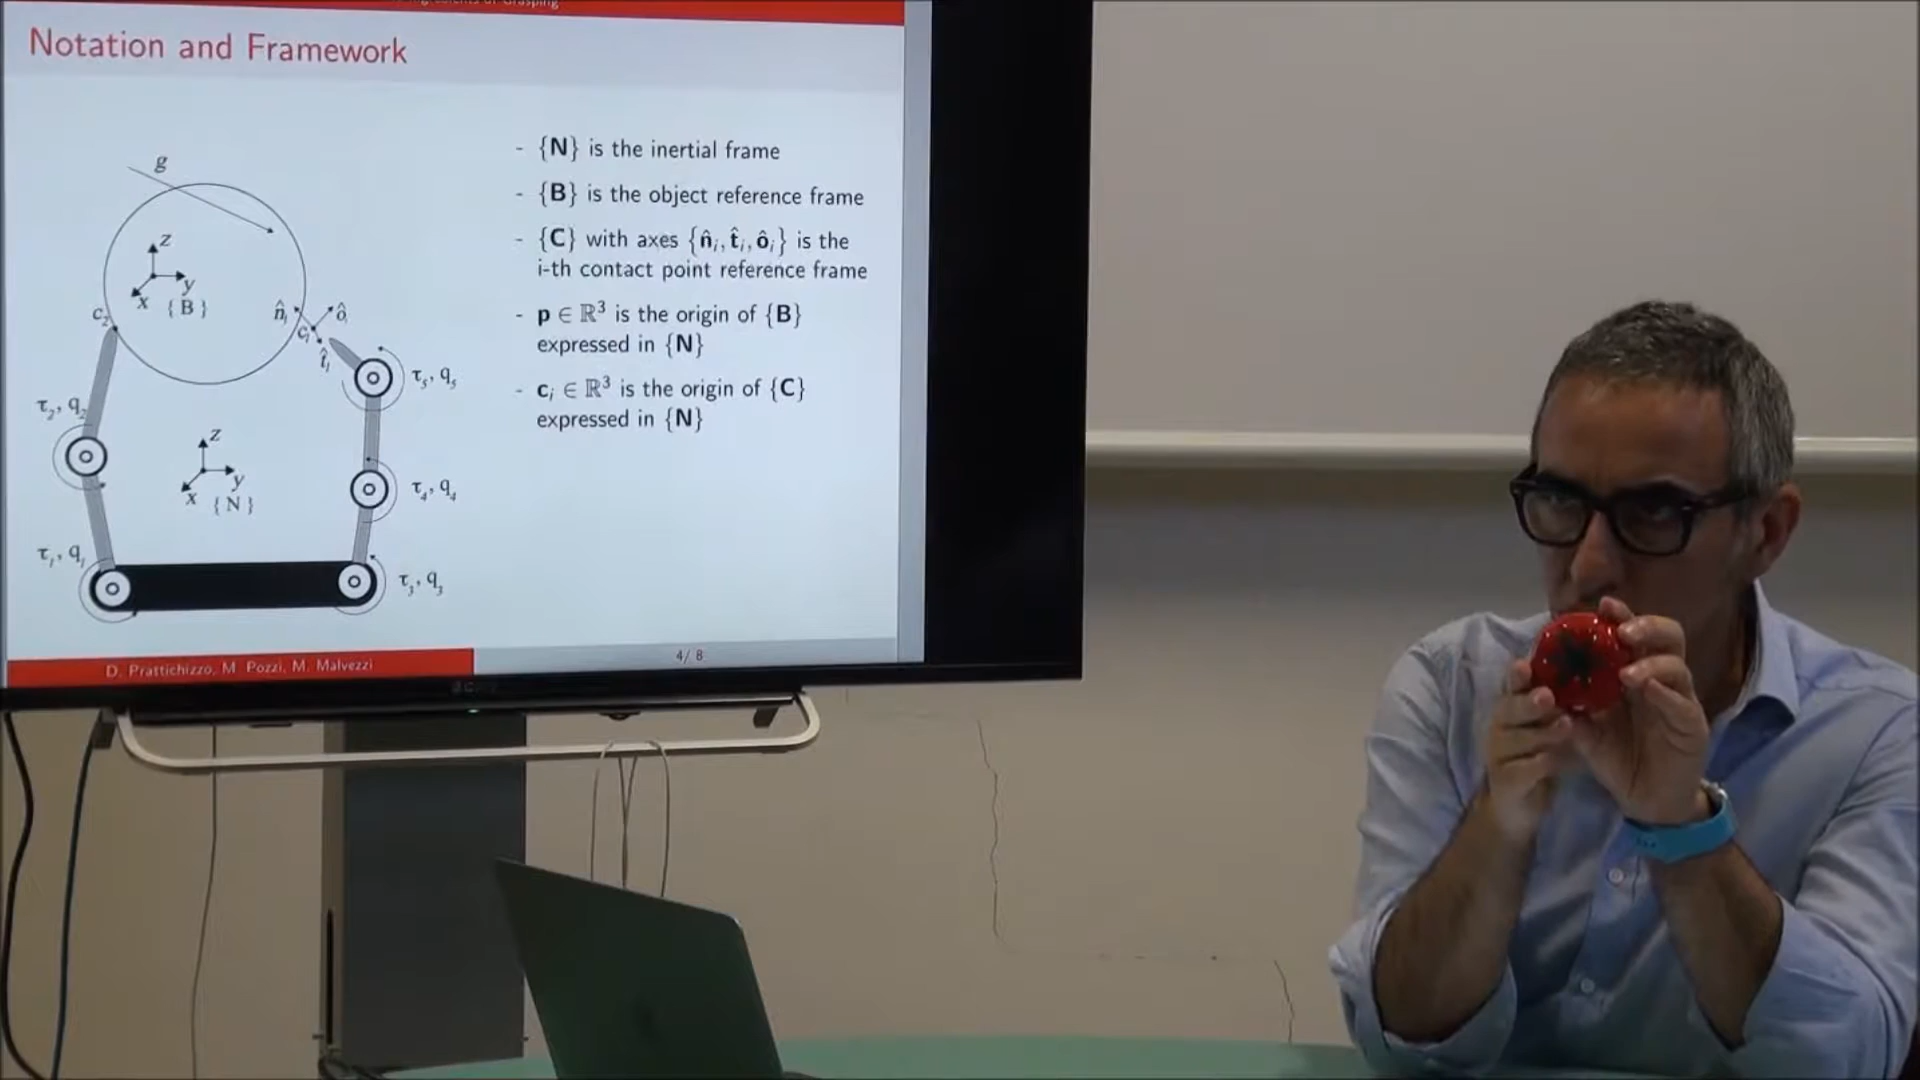 Grasping
Notation and Framework
g
z
y
x
{ B }
c₂
n̂ᵢ
ôᵢ
cᵢ
t̂ᵢ
τ₅, q₅
τ₂, q₂
z
y
x
{ N }
τ₄, q₄
τ₁, q₁
τ₃, q₃
- {N} is the inertial frame
- {B} is the object reference frame
- {C} with axes {n̂ᵢ, t̂ᵢ, ôᵢ} is the
i-th contact point reference frame
- p ∈ ℝ³ is the origin of {B}
expressed in {N}
- cᵢ ∈ ℝ³ is the origin of {C}
expressed in {N}
D. Prattichizzo, M. Pozzi, M. Malvezzi
4/ 8